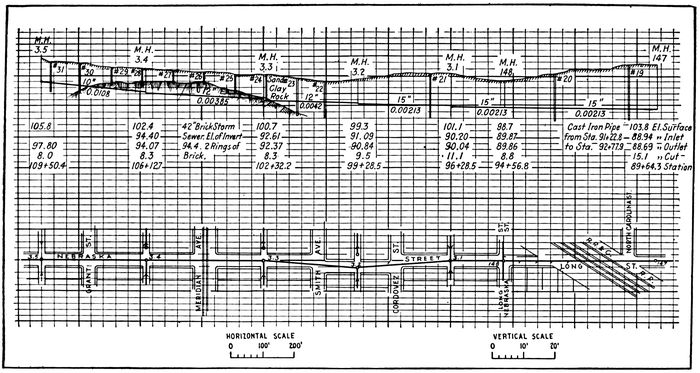 M.H. 3.5
M.H. 3.4
M.H. 3.3
M.H. 3.2
M.H. 3.1
M.H. 148
M.H. 147
#31
#30
#29
#28
#27
#26
#25
#24
#23
#22
#21
#20
#19
Sand
Clay
Rock
10"
0.0108
12"
0.00385
12"
0.0042
15"
0.00213
15"
15"
0.00213
15"
0.00213
105.8
97.80
8.0
109+50.4
102.4
94.40
94.07
8.3
106+127
42" Brick Storm
Sewer. El. of Invert
94.4. 2 Rings of
Brick.
100.7
92.61
92.37
8.3
102+32.2
99.3
91.09
90.84
9.5
99+28.5
101.1
90.20
90.04
11.1
96+28.5
98.7
89.87
89.86
8.8
94+56.8
Cast Iron Pipe
from Sta. 91+22.8
to Sta. 92+77.9
103.8 El. Surface
88.94 " Inlet
88.69 " Outlet
15.1 " Cut
89+64.3 Station
3.5
NEBRASKA
GRANT
ST.
3.4
MERIDIAN
AVE.
3.3
SMITH
AVE.
CORDOVEZ
ST.
STREET
3.1
LONG
NEBRASKA
ST.
ST.
LONG
ST.
NORTH CAROLINA ST.
147
HORIZONTAL SCALE
0 100' 200'
VERTICAL SCALE
0 10' 20'